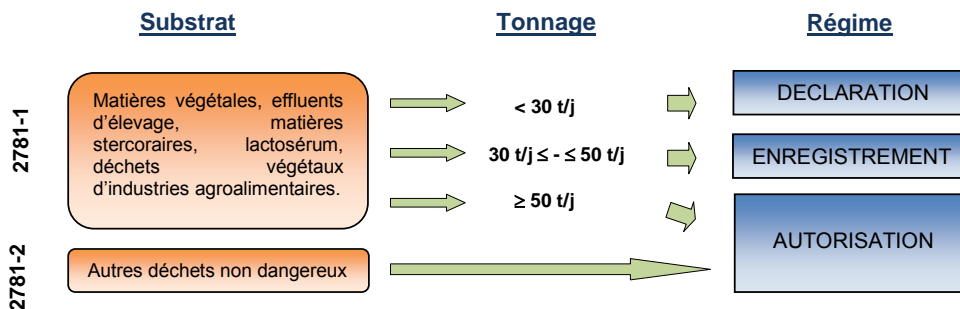 Substrat
Tonnage
Régime
2781-1
Matières végétales, effluents
d'élevage, matières
stercoraires, lactosérum,
déchets végétaux
d'industries agroalimentaires.
< 30 t/j
DECLARATION
30 t/j ≤ - ≤ 50 t/j
ENREGISTREMENT
≥ 50 t/j
AUTORISATION
2781-2
Autres déchets non dangereux